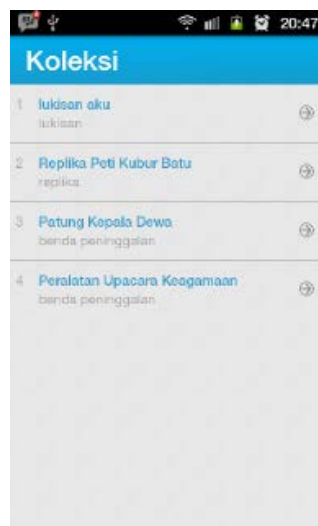 20:47
Koleksi
1 lukisan aku
lukisan
2 Replika Peti Kubur Batu
replika
3 Patung Kepala Dewa
benda peninggalan
4 Peralatan Upacara Keagamaan
benda peninggalan